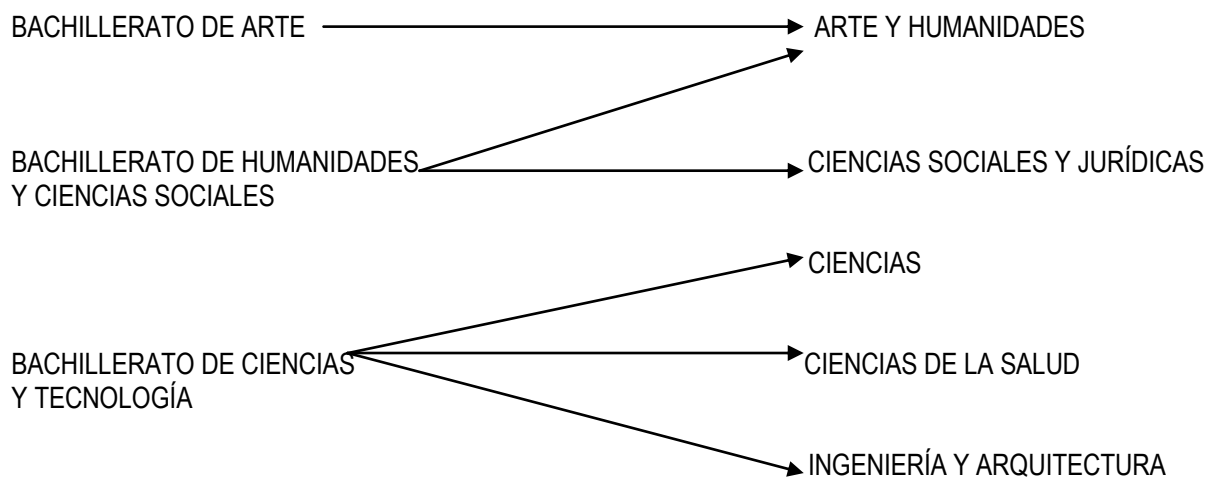 BACHILLERATO DE ARTE
ARTE Y HUMANIDADES
BACHILLERATO DE HUMANIDADES
Y CIENCIAS SOCIALES
CIENCIAS SOCIALES Y JURÍDICAS
CIENCIAS
BACHILLERATO DE CIENCIAS
Y TECNOLOGÍA
CIENCIAS DE LA SALUD
INGENIERÍA Y ARQUITECTURA